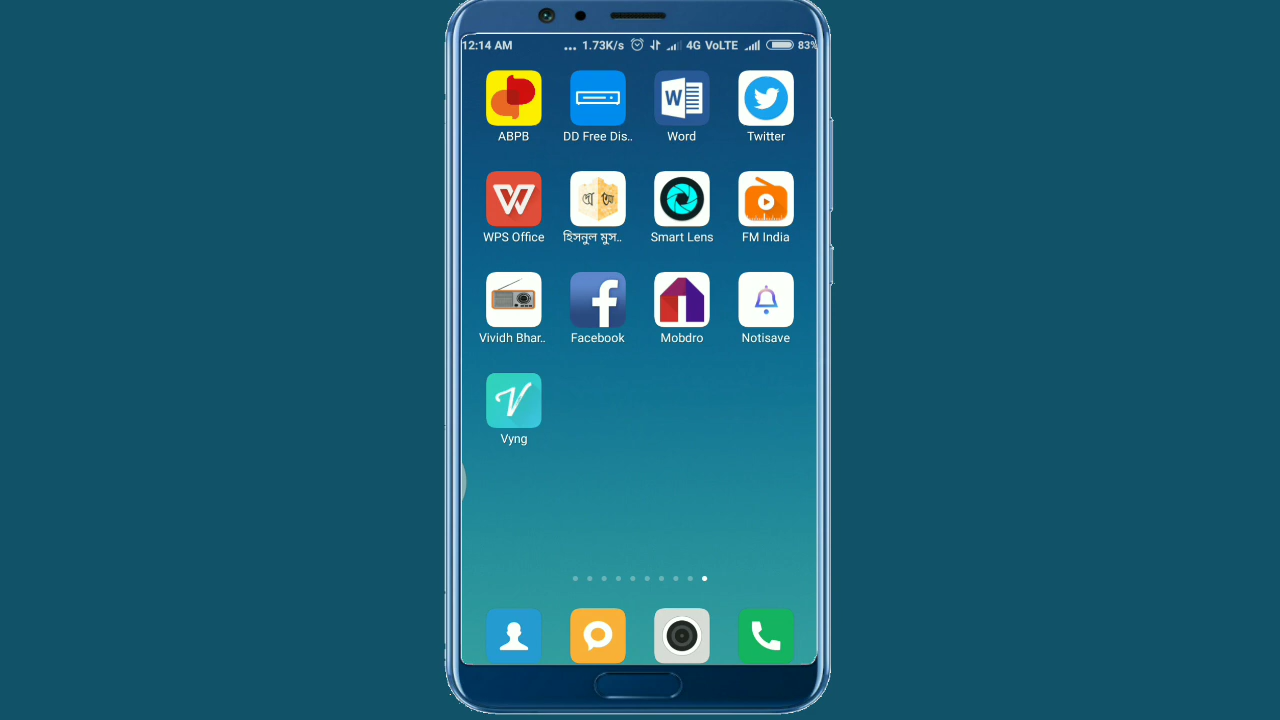 12:14 AM ... 1.73K/s 4G VoLTE 83%
ABPB DD Free Dis.. Word Twitter
WPS Office হিসনুল মুস.. Smart Lens FM India
Vividh Bhar.. Facebook Mobdro Notisave
Vyng